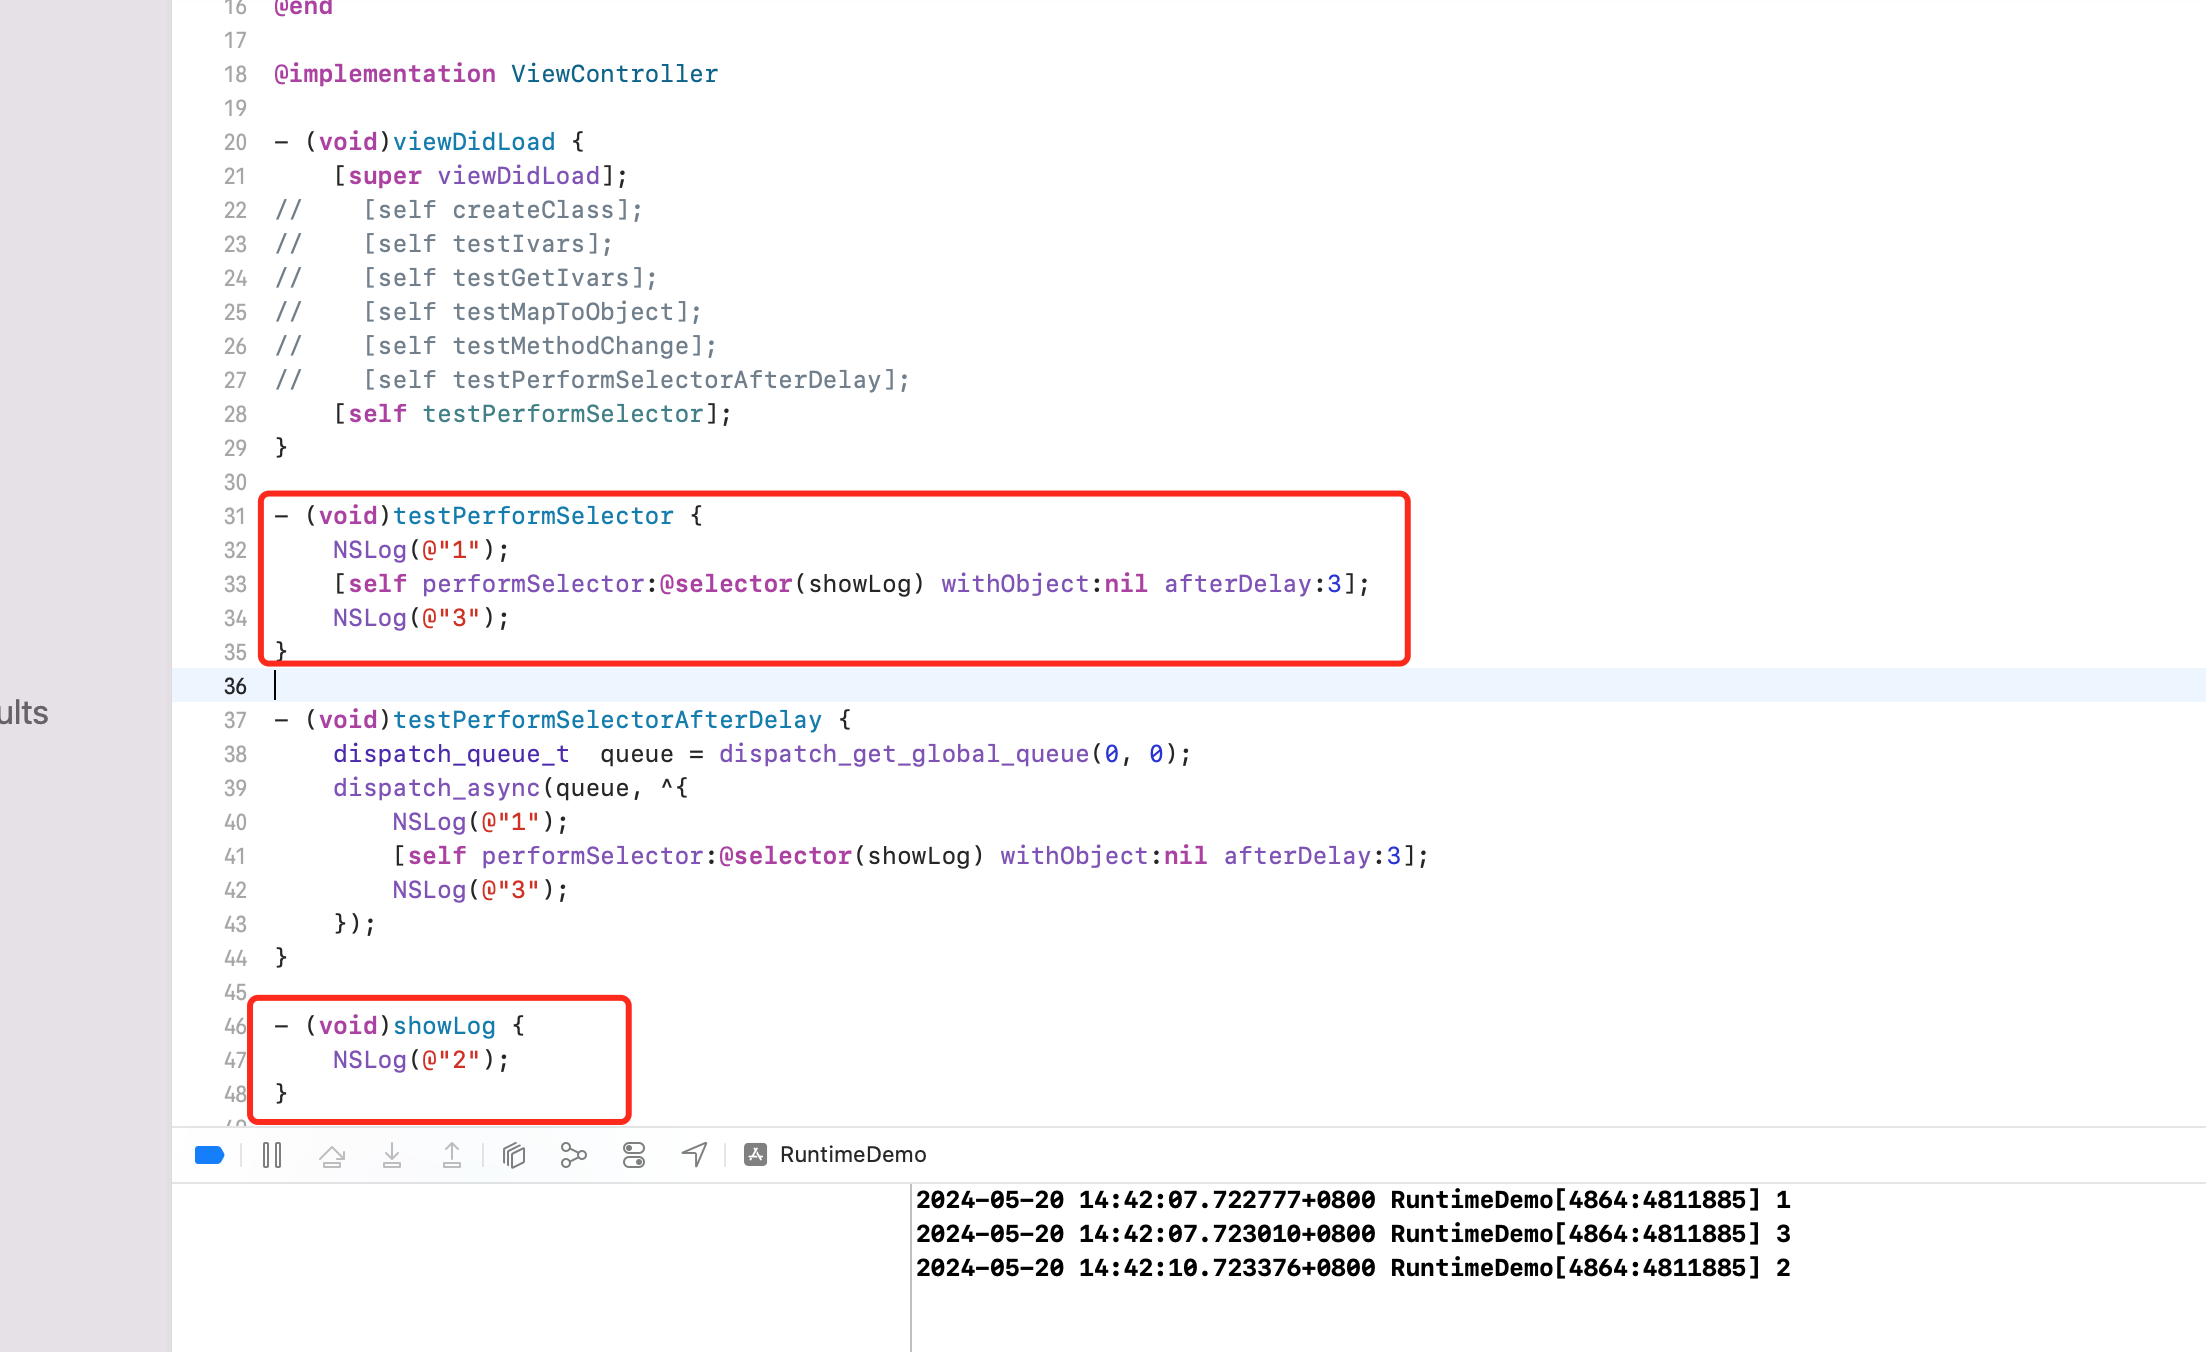 16 @end
17
18 @implementation ViewController
19
20 - (void)viewDidLoad {
21     [super viewDidLoad];
22 //    [self createClass];
23 //    [self testIvars];
24 //    [self testGetIvars];
25 //    [self testMapToObject];
26 //    [self testMethodChange];
27 //    [self testPerformSelectorAfterDelay];
28     [self testPerformSelector];
29 }
30
31 - (void)testPerformSelector {
32     NSLog(@"1");
33     [self performSelector:@selector(showLog) withObject:nil afterDelay:3];
34     NSLog(@"3");
35 }
36
ults
37 - (void)testPerformSelectorAfterDelay {
38     dispatch_queue_t  queue = dispatch_get_global_queue(0, 0);
39     dispatch_async(queue, ^{
40         NSLog(@"1");
41         [self performSelector:@selector(showLog) withObject:nil afterDelay:3];
42         NSLog(@"3");
43     });
44 }
45
46 - (void)showLog {
47     NSLog(@"2");
48 }
RuntimeDemo
2024-05-20 14:42:07.722777+0800 RuntimeDemo[4864:4811885] 1
2024-05-20 14:42:07.723010+0800 RuntimeDemo[4864:4811885] 3
2024-05-20 14:42:10.723376+0800 RuntimeDemo[4864:4811885] 2